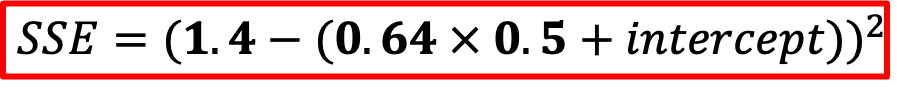 SSE = (1.4 − (0.64 × 0.5 + intercept))²